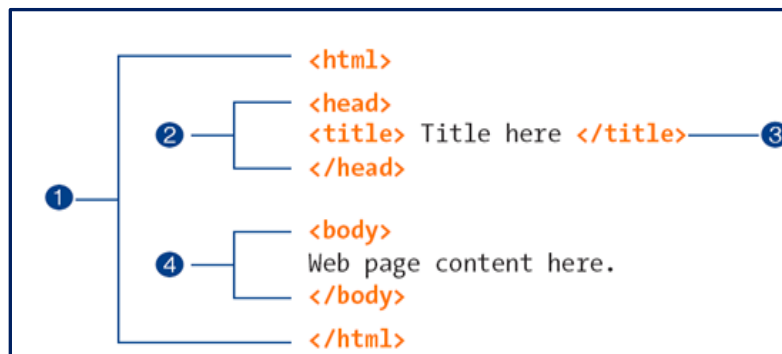 <html>
<head>
2 <title> Title here </title> 3
</head>
1
<body>
4 Web page content here.
</body>
</html>